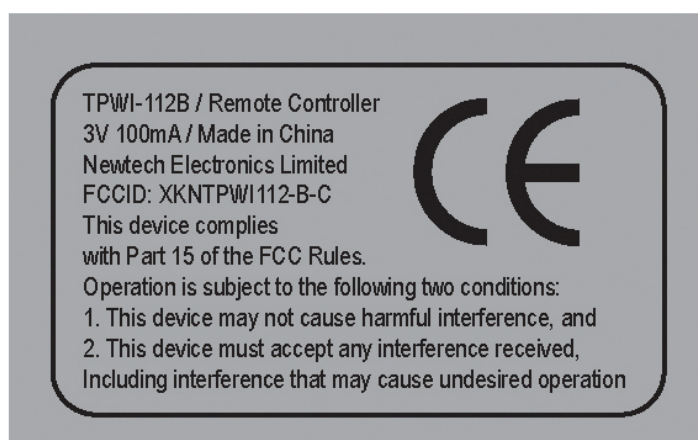 TPWI-112B / Remote Controller
3V 100mA / Made in China
Newtech Electronics Limited
FCCID: XKNTPWI112-B-C
This device complies
with Part 15 of the FCC Rules.
Operation is subject to the following two conditions:
1. This device may not cause harmful interference, and
2. This device must accept any interference received,
Including interference that may cause undesired operation
CE